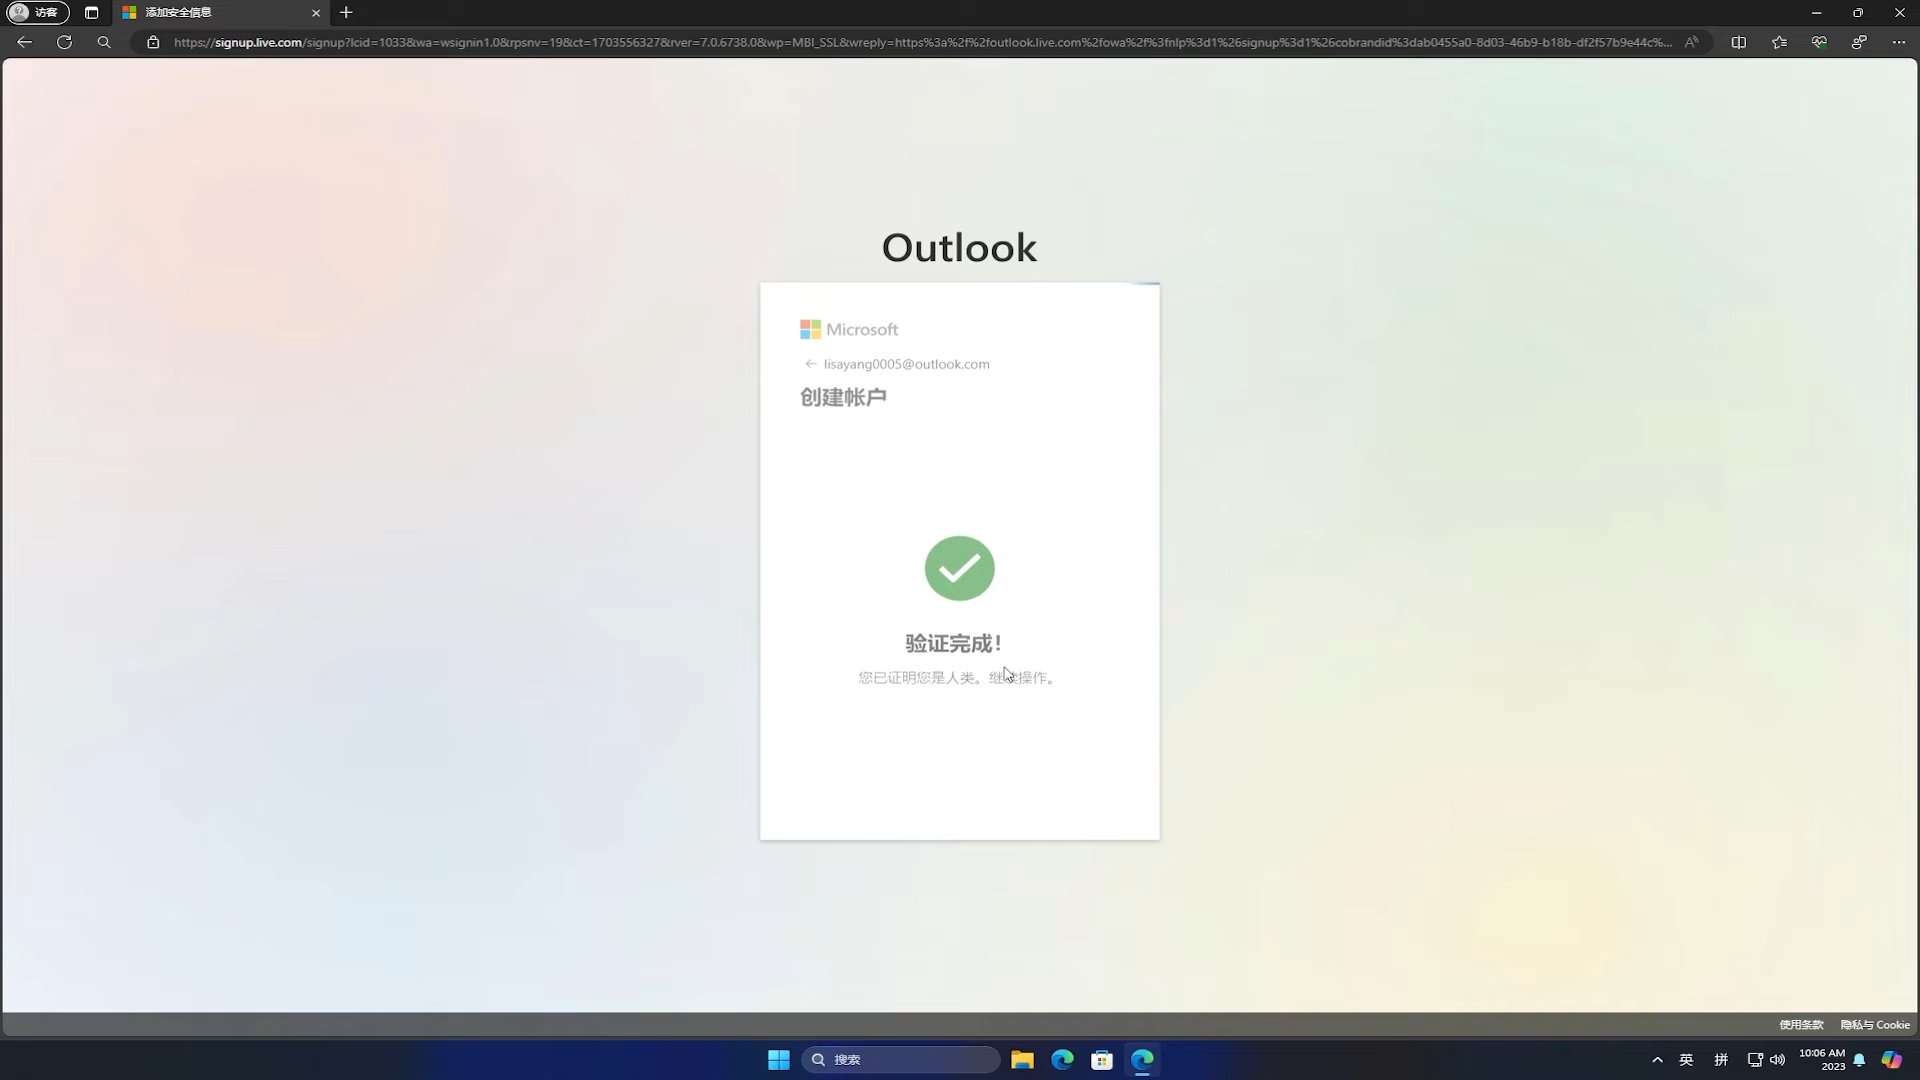 访客
添加安全信息
https://signup.live.com/signup?lcid=1033&wa=wsignin1.0&rpsnv=19&ct=1703556327&rver=7.0.6738.0&wp=MBI_SSL&wreply=https%3a%2f%2foutlook.live.com%2fowa%2f%3fnlp%3d1%26signup%3d1%26cobrandid%3dab0455a0-8d03-46b9-b18b-df2f57b9e44c%...
Outlook
Microsoft
lisayang0005@outlook.com
创建帐户
验证完成!
您已证明您是人类。继续操作。
使用条款 隐私与 Cookie
搜索
英 拼
10:06 AM
2023